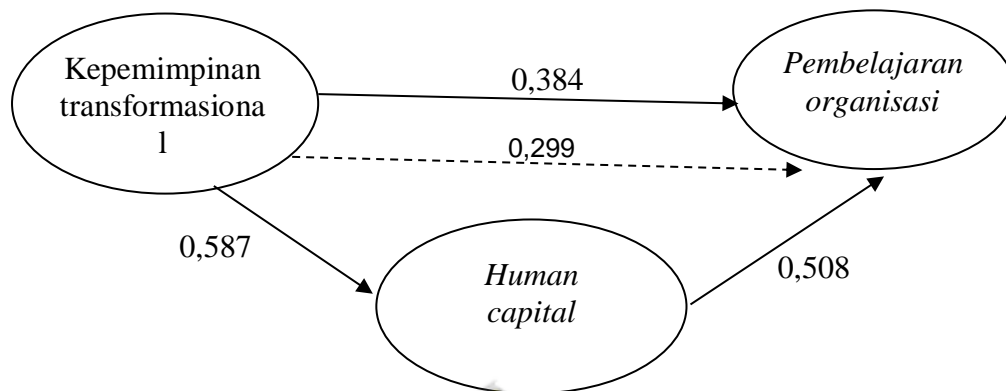 Kepemimpinan
transformasiona
l
0,384
Pembelajaran
organisasi
0,299
0,587
Human
capital
0,508